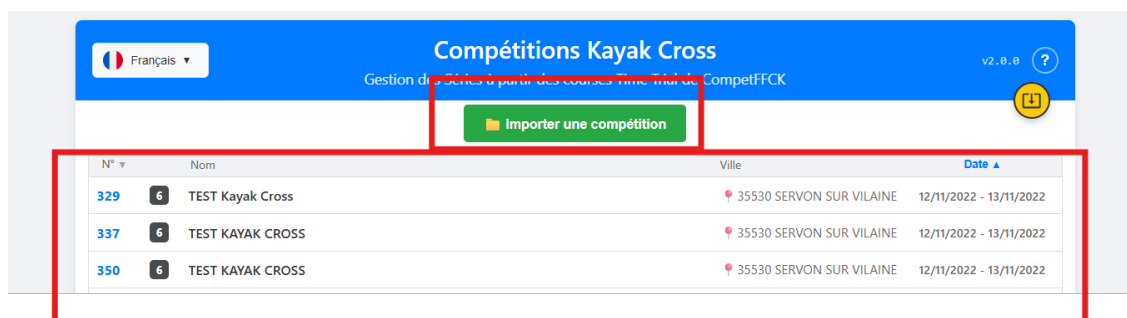 Français ▼
Compétitions Kayak Cross
Gestion des Séries à partir des courses Time Trial de CompetFFCK
v2.0.0 ?
Importer une compétition
N° ▼ Nom Ville Date ▲
329 6 TEST Kayak Cross 35530 SERVON SUR VILAINE 12/11/2022 - 13/11/2022
337 6 TEST KAYAK CROSS 35530 SERVON SUR VILAINE 12/11/2022 - 13/11/2022
350 6 TEST KAYAK CROSS 35530 SERVON SUR VILAINE 12/11/2022 - 13/11/2022